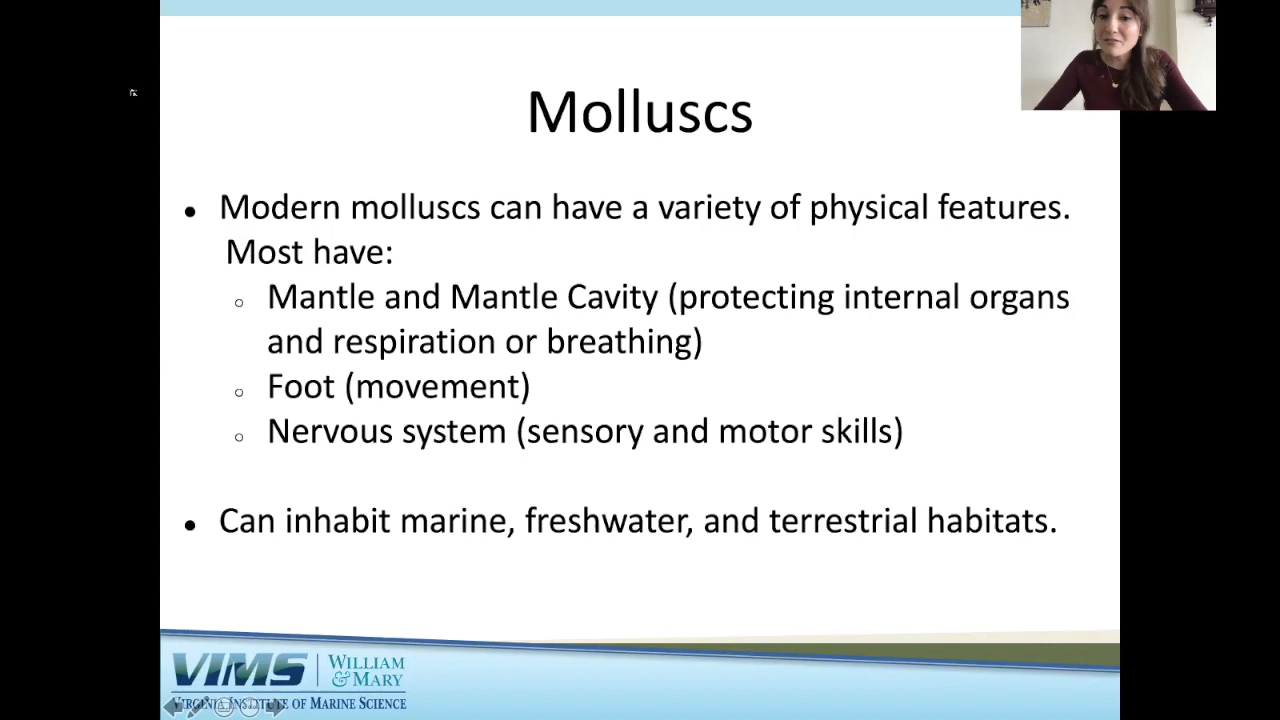 Molluscs
● Modern molluscs can have a variety of physical features.
Most have:
○ Mantle and Mantle Cavity (protecting internal organs
and respiration or breathing)
○ Foot (movement)
○ Nervous system (sensory and motor skills)
● Can inhabit marine, freshwater, and terrestrial habitats.
VIMS | WILLIAM
& MARY
VIRGINIA INSTITUTE OF MARINE SCIENCE